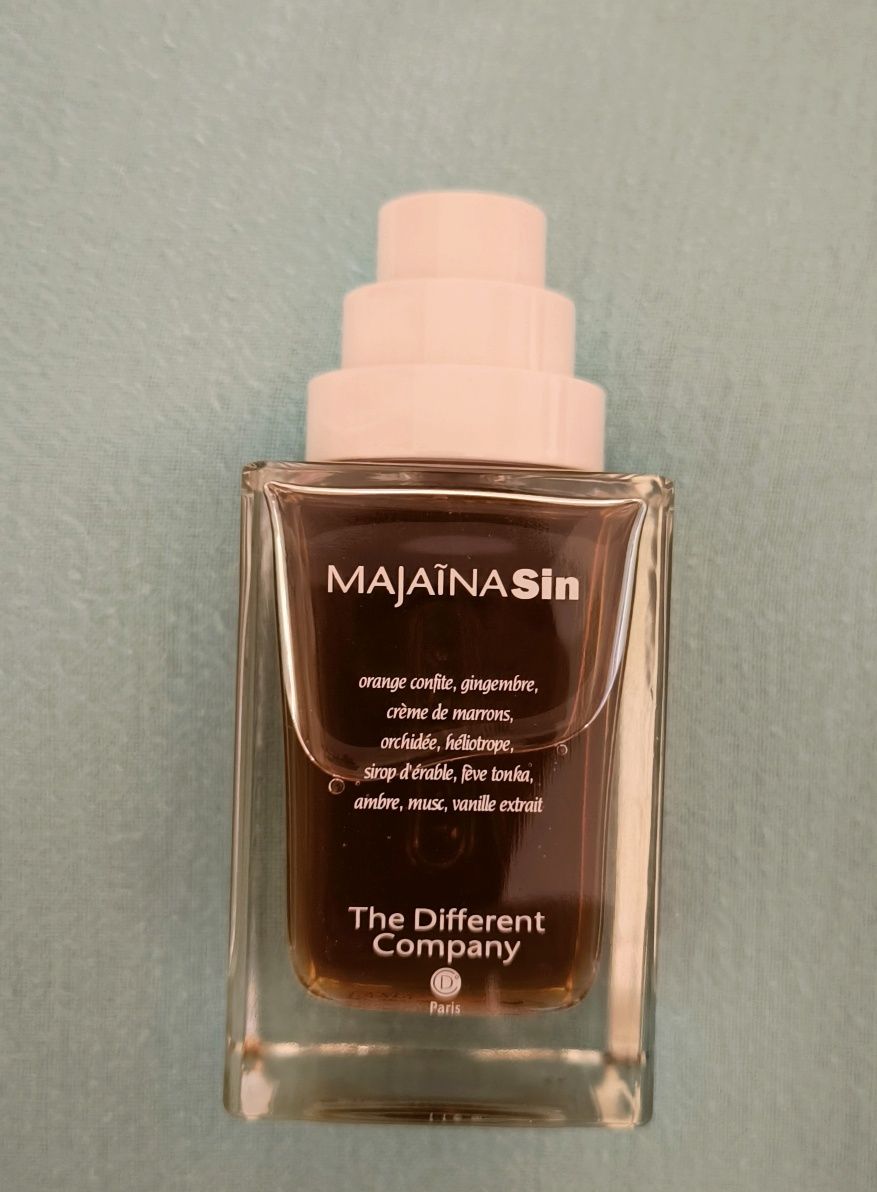 MAJAĩNASin
orange confite, gingembre,
crème de marrons,
orchidée, héliotrope,
sirop d'érable, fève tonka,
ambre, musc, vanille extrait
The Different
Company
D
Paris